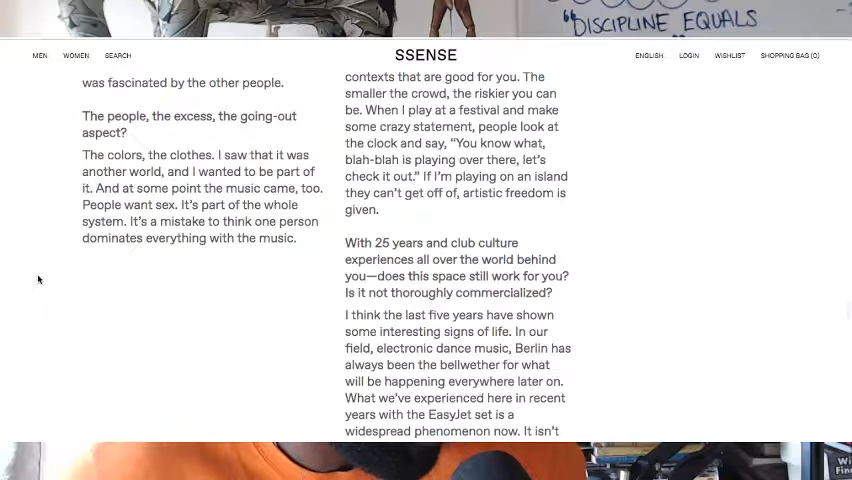 "DISCIPLINE EQUALS
MEN WOMEN SEARCH SSENSE ENGLISH LOGIN WISHLIST SHOPPING BAG (0)
was fascinated by the other people.
The people, the excess, the going-out
aspect?
The colors, the clothes. I saw that it was
another world, and I wanted to be part of
it. And at some point the music came, too.
People want sex. It’s part of the whole
system. It’s a mistake to think one person
dominates everything with the music.
contexts that are good for you. The
smaller the crowd, the riskier you can
be. When I play at a festival and make
some crazy statement, people look at
the clock and say, “You know what,
blah-blah is playing over there, let’s
check it out.” If I’m playing on an island
they can’t get off of, artistic freedom is
given.
With 25 years and club culture
experiences all over the world behind
you—does this space still work for you?
Is it not thoroughly commercialized?
I think the last five years have shown
some interesting signs of life. In our
field, electronic dance music, Berlin has
always been the bellwether for what
will be happening everywhere later on.
What we’ve experienced here in recent
years with the EasyJet set is a
widespread phenomenon now. It isn’t